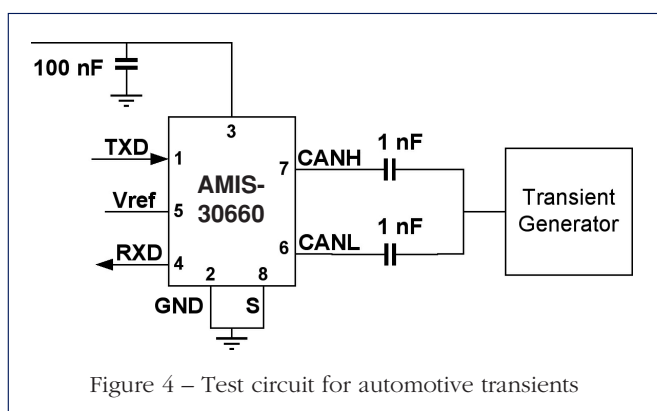 100 nF
3
TXD
1
AMIS-
30660
7
CANH
1 nF
Vref
5
6
CANL
1 nF
RXD
4
2
8
GND
S
Transient
Generator
Figure 4 – Test circuit for automotive transients